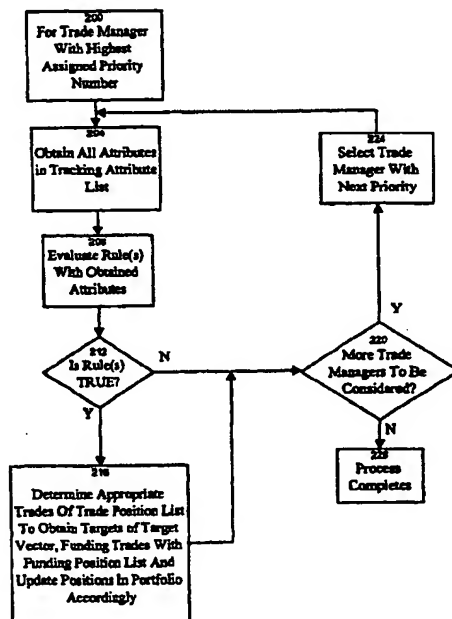 200
For Trade Manager
With Highest
Assigned Priority
Number
204
Obtain All Attributes
in Tracking Attribute
List
208
Evaluate Rule(s)
With Obtained
Attributes
212
Is Rule(s)
TRUE?
N
Y
216
Determine Appropriate
Trades Of Trade Position List
To Obtain Targets of Target
Vector, Funding Trades With
Funding Position List And
Update Positions In Portfolio
Accordingly
224
Select Trade
Manager With
Next Priority
Y
220
More Trade
Managers To Be
Considered?
N
228
Process
Completes